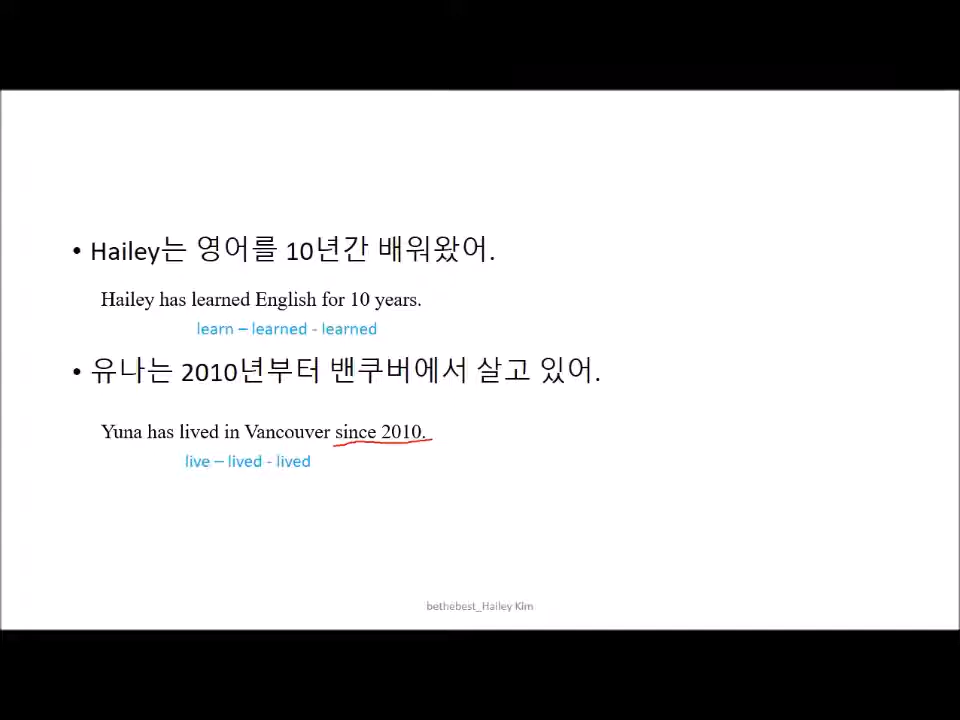 • Hailey는 영어를 10년간 배워왔어.
Hailey has learned English for 10 years.
learn – learned - learned
• 유나는 2010년부터 밴쿠버에서 살고 있어.
Yuna has lived in Vancouver since 2010.
live – lived - lived
bethebest_Hailey Kim